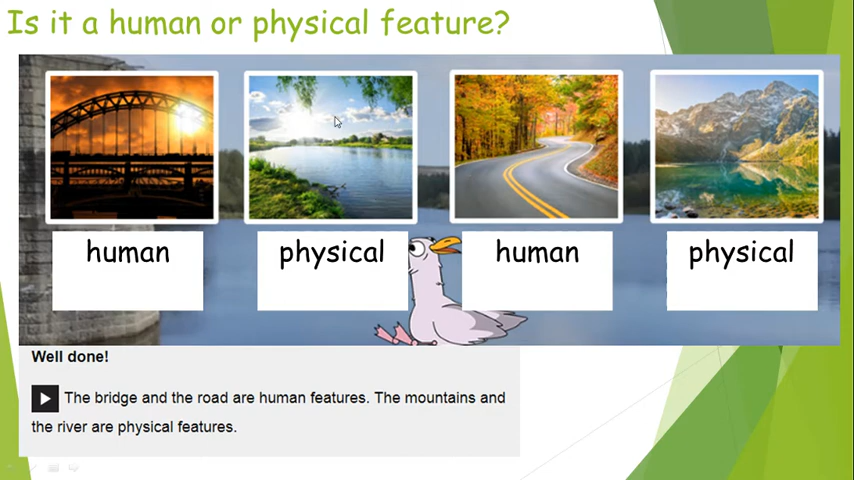 Is it a human or physical feature?
human physical human physical
Well done!
The bridge and the road are human features. The mountains and
the river are physical features.